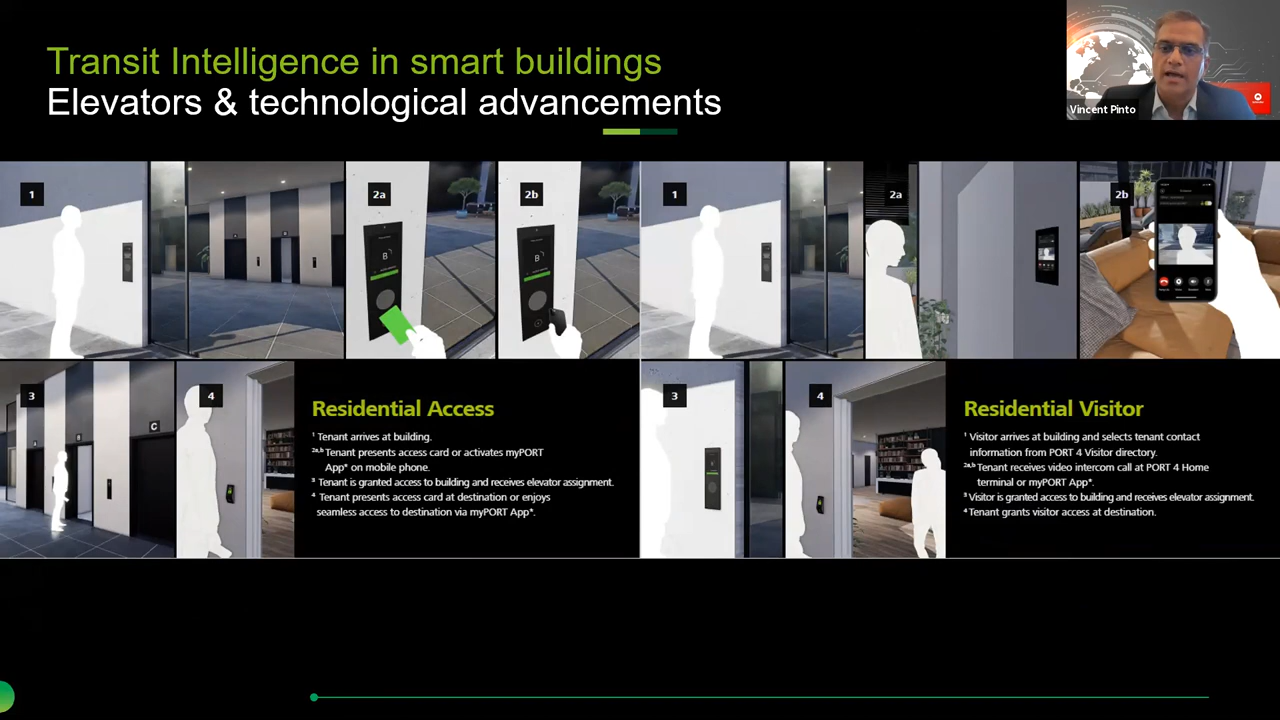 Transit Intelligence in smart buildings
Elevators & technological advancements
Vincent Pinto
1
2a
2b
1
2a
2b
B
B
3
4
C
3
4
Residential Access
¹ Tenant arrives at building.
2a,b Tenant presents access card or activates myPORT
App* on mobile phone.
³ Tenant is granted access to building and receives elevator assignment.
⁴ Tenant presents access card at destination or enjoys
seamless access to destination via myPORT App*.
Residential Visitor
¹ Visitor arrives at building and selects tenant contact
information from PORT 4 Visitor directory.
2a,b Tenant receives video intercom call at PORT 4 Home
terminal or myPORT App*.
³ Visitor is granted access to building and receives elevator assignment.
⁴ Tenant grants visitor access at destination.